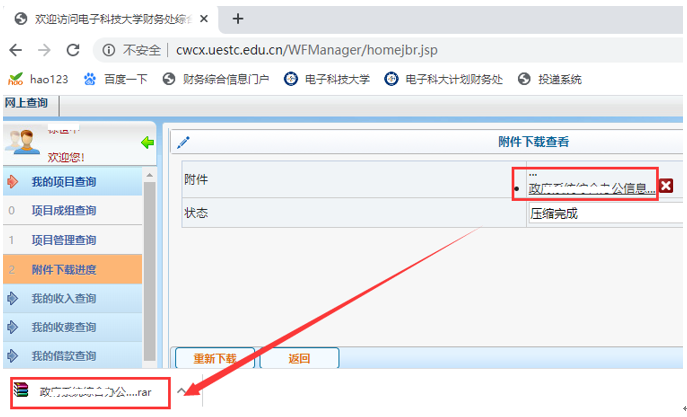 欢迎访问电子科技大学财务处综合
不安全 cwcx.uestc.edu.cn/WFManager/homejbr.jsp
hao123 百度一下 财务综合信息门户 电子科技大学 电子科大计划财务处 投递系统
网上查询
附件下载查看
欢迎您!
我的项目查询
附件
...
政府系统综合办公信息...
0 项目成组查询
状态 压缩完成
1 项目管理查询
2 附件下载进度
我的收入查询
我的收费查询
我的借款查询
重新下载 返回
政府系统综合办公....rar